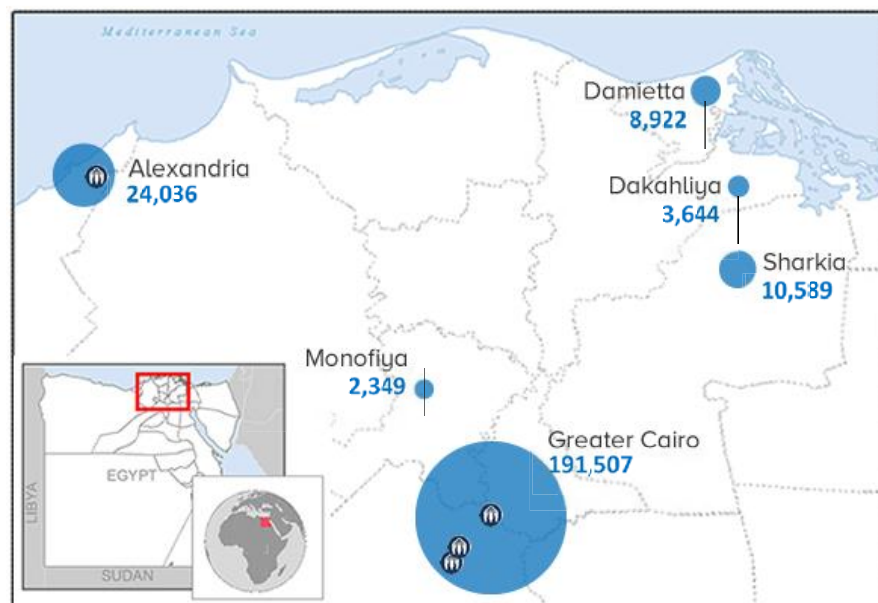 Mediterranean Sea
Damietta
8,922
Alexandria
24,036
Dakahliya
3,644
Sharkia
10,589
Monofiya
2,349
Greater Cairo
191,507
EGYPT
LIBYA
SUDAN